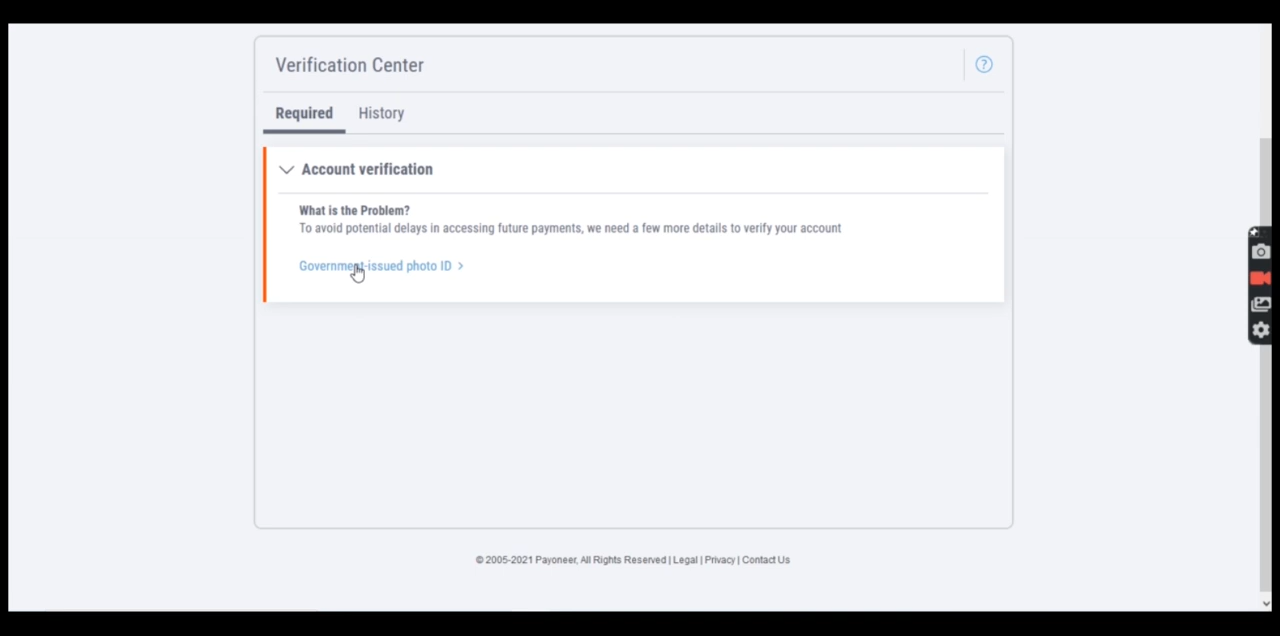 Verification Center
?
Required History
Account verification
What is the Problem?
To avoid potential delays in accessing future payments, we need a few more details to verify your account
Government-issued photo ID >
© 2005-2021 Payoneer, All Rights Reserved | Legal | Privacy | Contact Us